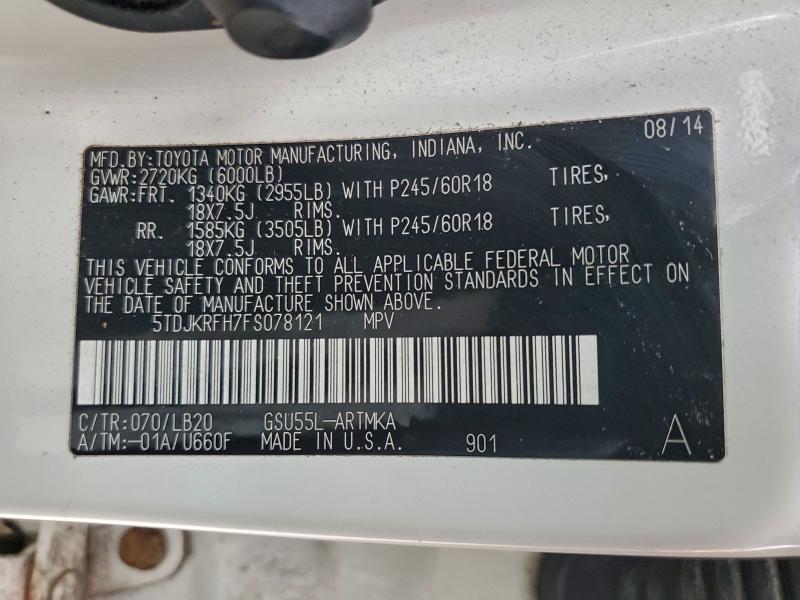 08/14
MFD.BY:TOYOTA MOTOR MANUFACTURING, INDIANA, INC.
GVWR:2720KG (6000LB)
GAWR:FRT. 1340KG (2955LB) WITH P245/60R18 TIRES,
18X7.5J RIMS.
RR. 1585KG (3505LB) WITH P245/60R18 TIRES,
18X7.5J RIMS.
THIS VEHICLE CONFORMS TO ALL APPLICABLE FEDERAL MOTOR
VEHICLE SAFETY AND THEFT PREVENTION STANDARDS IN EFFECT ON
THE DATE OF MANUFACTURE SHOWN ABOVE.
5TDJKRFH7FS078121 MPV
C/TR:070/LB20 GSU55L-ARTMKA
A/TM:-01A/U660F MADE IN U.S.A. 901 A